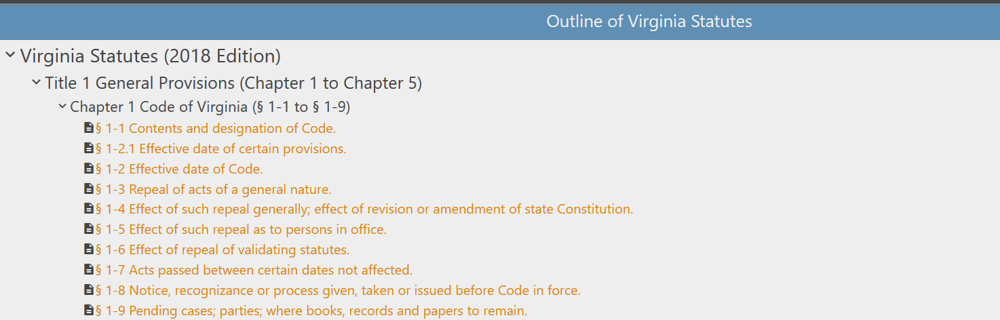 Outline of Virginia Statutes
Virginia Statutes (2018 Edition)
Title 1 General Provisions (Chapter 1 to Chapter 5)
Chapter 1 Code of Virginia (§ 1-1 to § 1-9)
§ 1-1 Contents and designation of Code.
§ 1-2.1 Effective date of certain provisions.
§ 1-2 Effective date of Code.
§ 1-3 Repeal of acts of a general nature.
§ 1-4 Effect of such repeal generally; effect of revision or amendment of state Constitution.
§ 1-5 Effect of such repeal as to persons in office.
§ 1-6 Effect of repeal of validating statutes.
§ 1-7 Acts passed between certain dates not affected.
§ 1-8 Notice, recognizance or process given, taken or issued before Code in force.
§ 1-9 Pending cases; parties; where books, records and papers to remain.